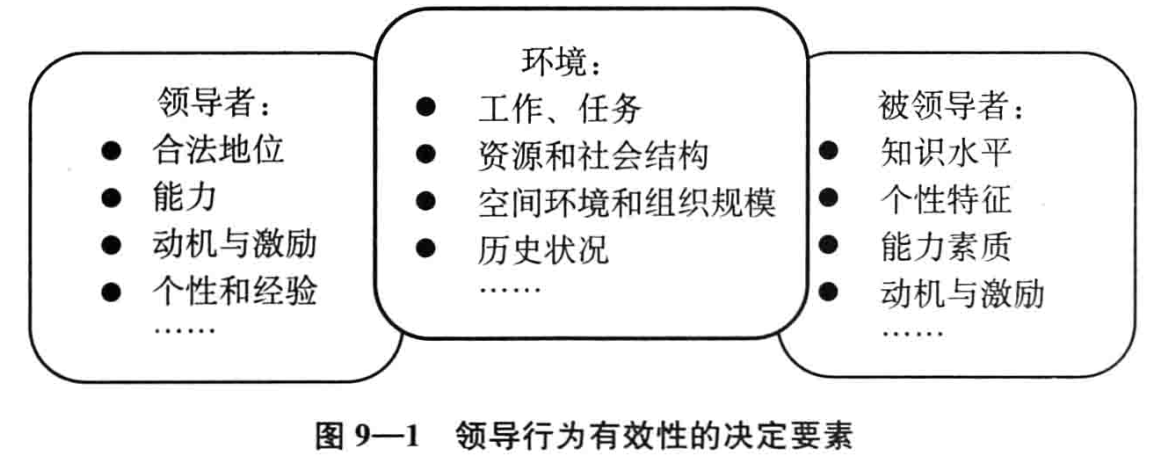 领导者：
● 合法地位
● 能力
● 动机与激励
● 个性和经验
……
环境：
● 工作、任务
● 资源和社会结构
● 空间环境和组织规模
● 历史状况
……
被领导者：
● 知识水平
● 个性特征
● 能力素质
● 动机与激励
……
图 9—1 领导行为有效性的决定要素